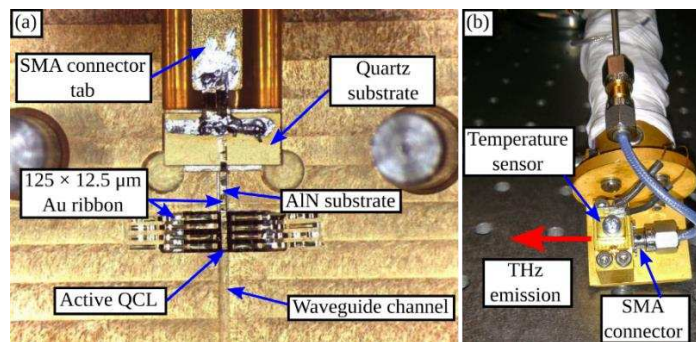 (a)
SMA connector
tab
Quartz
substrate
125 × 12.5 μm
Au ribbon
AlN substrate
Active QCL
Waveguide channel
(b)
Temperature
sensor
THz
emission
SMA
connector